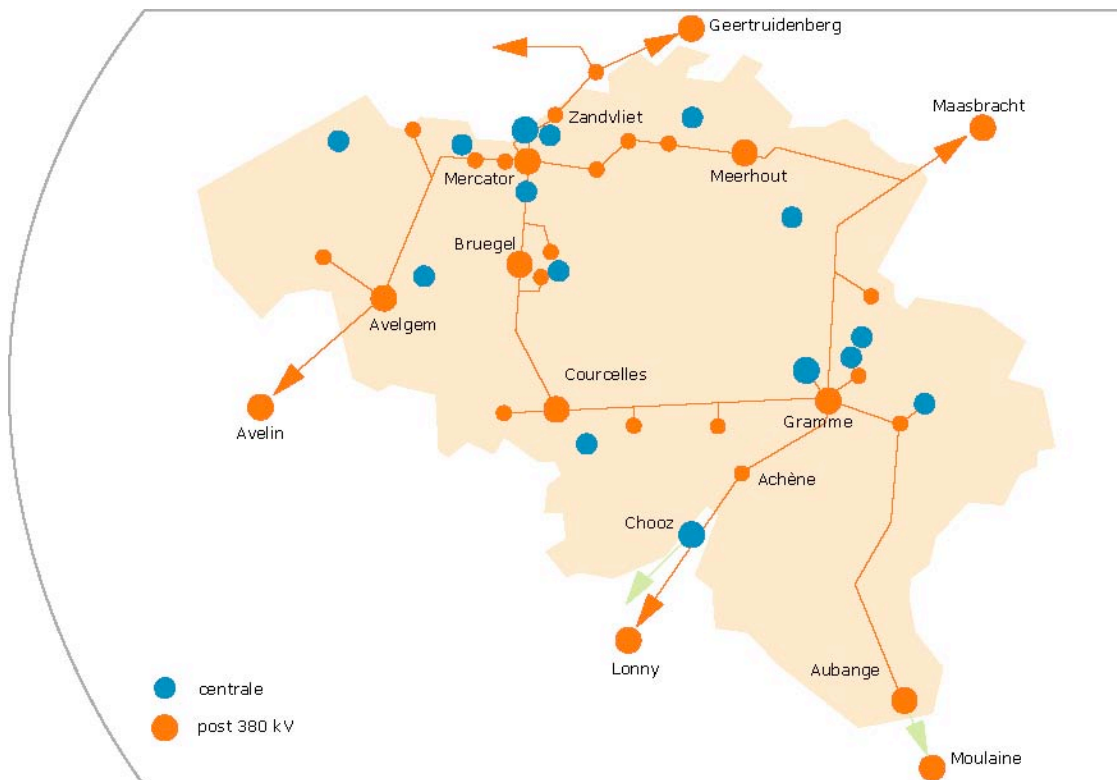 Geertruidenberg
Maasbracht
Zandvliet
Mercator
Meerhout
Bruegel
Avelgem
Courcelles
Avelin
Gramme
Achène
Chooz
Lonny
Aubange
centrale
post 380 kV
Moulaine